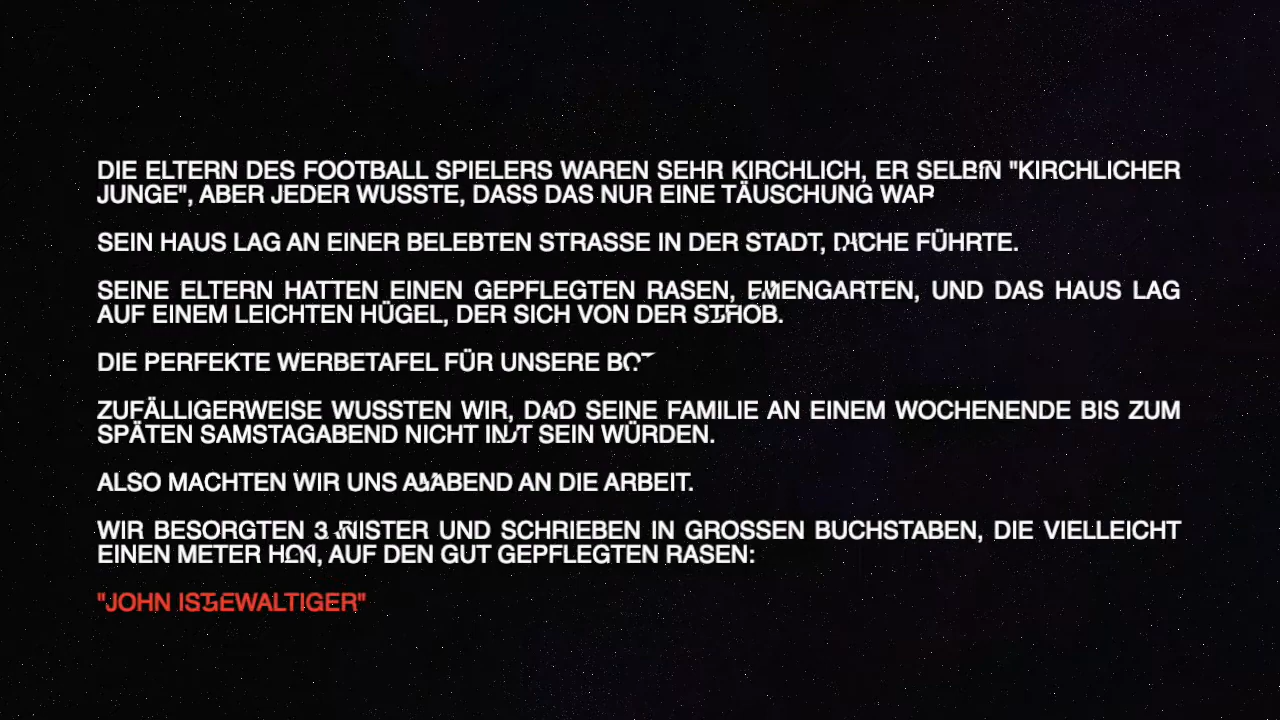 DIE ELTERN DES FOOTBALL SPIELERS WAREN SEHR KIRCHLICH, ER "KIRCHLICHER
JUNGE", ABER JEDER WUSSTE, DASS DAS NUR EINE TÄUSCHUNG
SEIN HAUS LAG AN EINER BELEBTEN STRASSE IN DER STADT, FÜHRTE.
SEINE ELTERN HATTEN EINEN GEPFLEGTEN RASEN, UND DAS HAUS LAG
AUF EINEM LEICHTEN HÜGEL, DER SICH VON DER
DIE PERFEKTE WERBETAFEL FÜR UNSERE
ZUFÄLLIGERWEISE WUSSTEN WIR, SEINE FAMILIE AN EINEM WOCHENENDE BIS ZUM
SPÄTEN SAMSTAGABEND NICHT SEIN WÜRDEN.
ALSO MACHTEN WIR UNS AN DIE ARBEIT.
WIR BESORGTEN 3 UND SCHRIEBEN IN GROSSEN BUCHSTABEN, DIE VIELLEICHT
EINEN METER AUF DEN GUT GEPFLEGTEN RASEN:
"JOHN